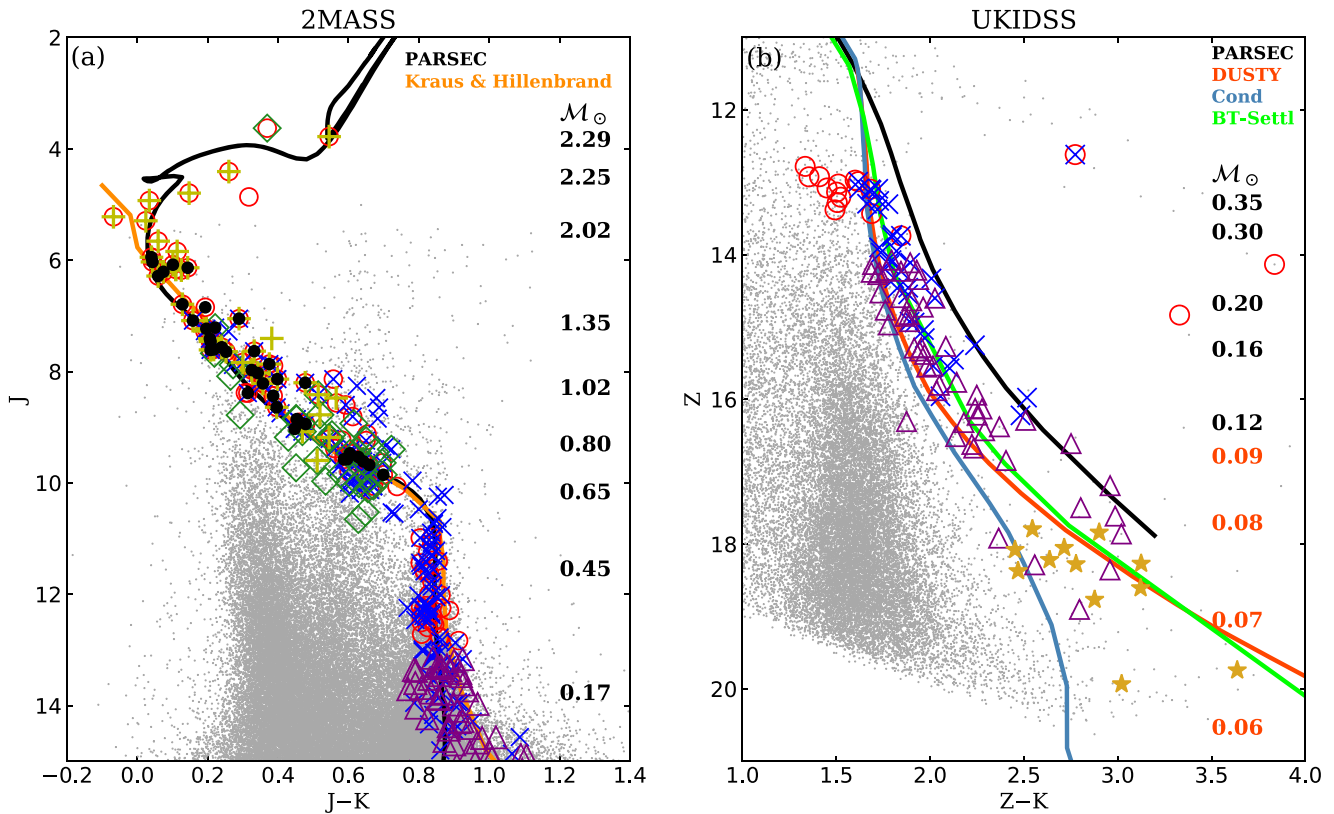 2MASS
(a)
PARSEC
Kraus & Hillenbrand
ℳ⊙
2.29
2.25
2.02
1.35
1.02
0.80
0.65
0.45
0.17
2
4
6
8
10
12
14
J
−0.2 0.0 0.2 0.4 0.6 0.8 1.0 1.2 1.4
J−K
UKIDSS
(b)
PARSEC
DUSTY
Cond
BT-Settl
ℳ⊙
0.35
0.30
0.20
0.16
0.12
0.09
0.08
0.07
0.06
12
14
16
18
20
Z
1.0 1.5 2.0 2.5 3.0 3.5 4.0
Z−K